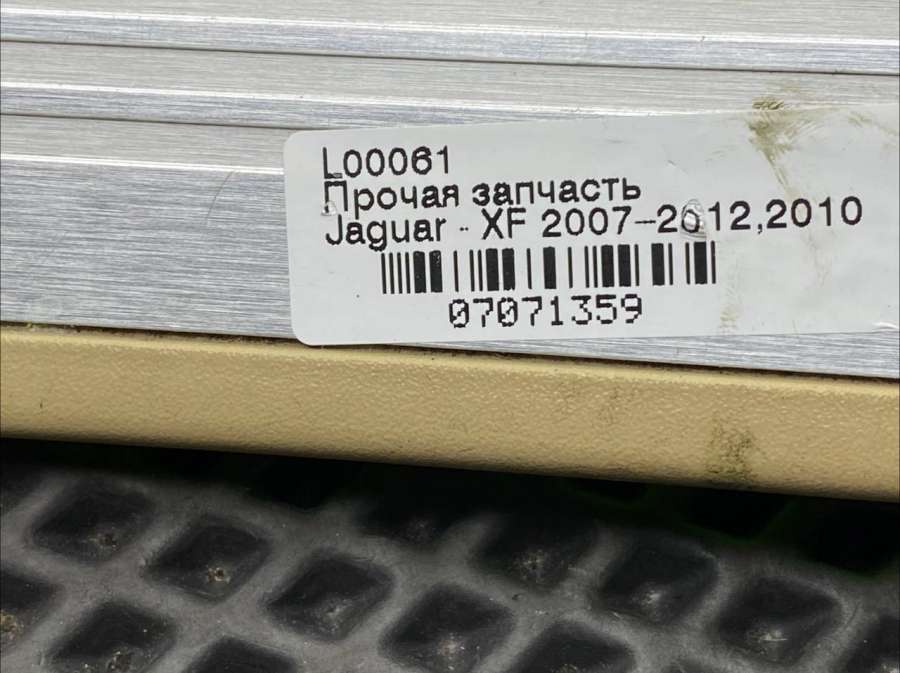 L00061
Прочая запчасть
Jaguar - XF 2007-2012,2010
07071359